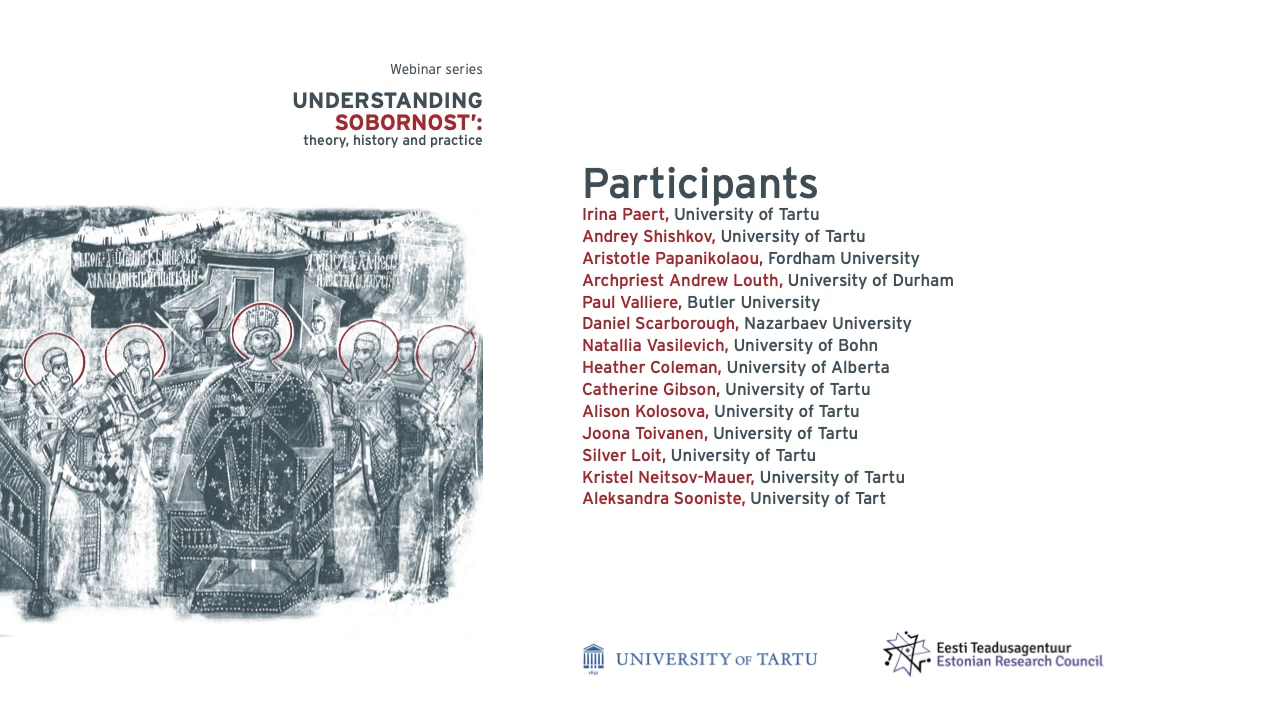 Webinar series
UNDERSTANDING
SOBORNOST’:
theory, history and practice
Participants
Irina Paert, University of Tartu
Andrey Shishkov, University of Tartu
Aristotle Papanikolaou, Fordham University
Archpriest Andrew Louth, University of Durham
Paul Valliere, Butler University
Daniel Scarborough, Nazarbaev University
Natallia Vasilevich, University of Bohn
Heather Coleman, University of Alberta
Catherine Gibson, University of Tartu
Alison Kolosova, University of Tartu
Joona Toivanen, University of Tartu
Silver Loit, University of Tartu
Kristel Neitsov-Mauer, University of Tartu
Aleksandra Sooniste, University of Tart
UNIVERSITY OF TARTU
1632
Eesti Teadusagentuur
Estonian Research Council